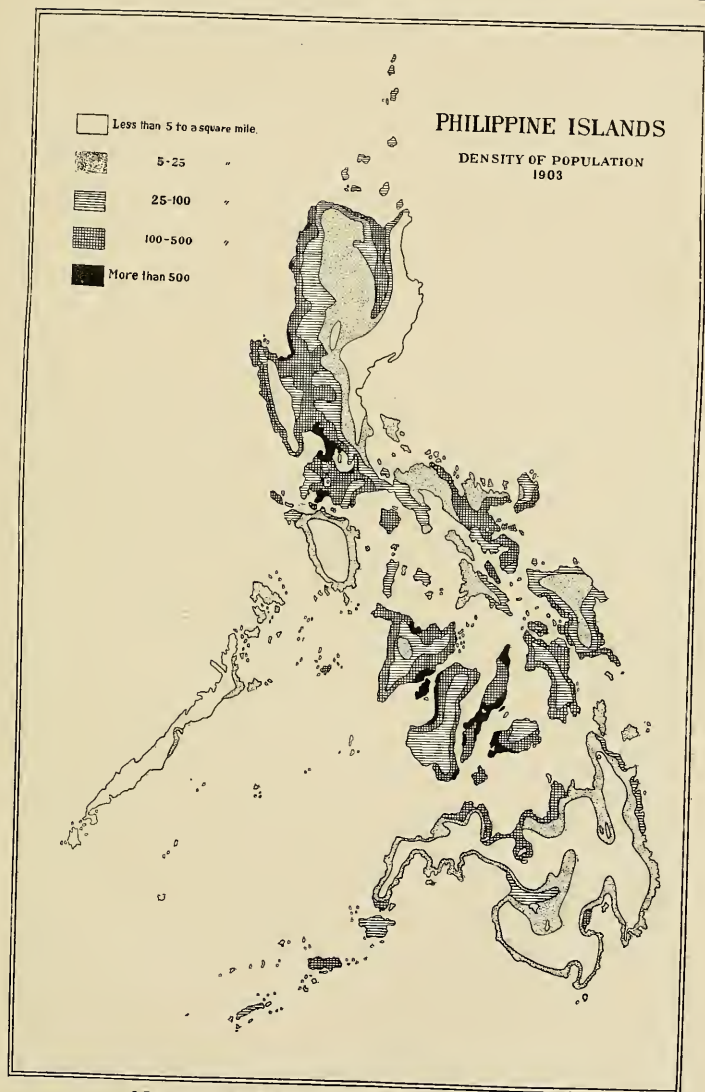 PHILIPPINE ISLANDS
DENSITY OF POPULATION
1903
Less than 5 to a square mile.
5-25 "
25-100 "
100-500 "
More than 500